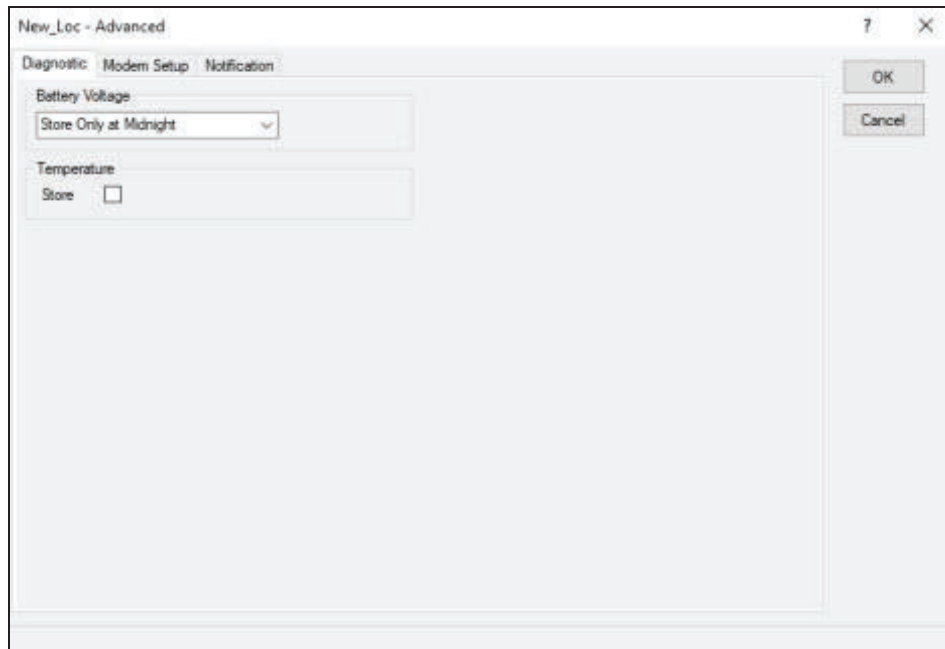 New_Loc - Advanced
?
Diagnostic Modem Setup Notification
OK
Battery Voltage
Store Only at Midnight
Cancel
Temperature
Store